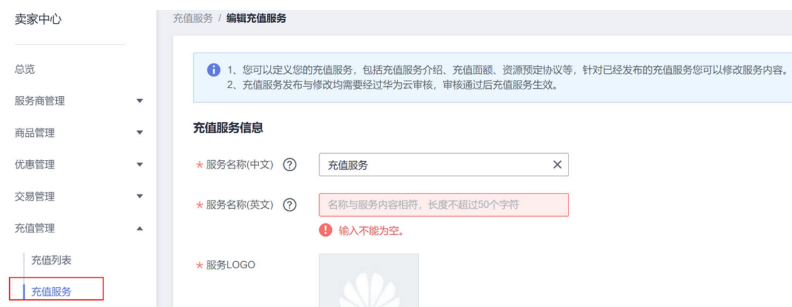 卖家中心
充值服务 / 编辑充值服务
总览
服务商管理
商品管理
优惠管理
交易管理
充值管理
充值列表
充值服务
1、您可以定义您的充值服务，包括充值服务介绍、充值面额、资源预定协议等，针对已经发布的充值服务您可以修改服务内容。
2、充值服务发布与修改均需要经过华为云审核，审核通过后充值服务生效。
充值服务信息
* 服务名称(中文) ? 充值服务 ×
* 服务名称(英文) ? 名称与服务内容相符，长度不超过50个字符
输入不能为空。
* 服务LOGO